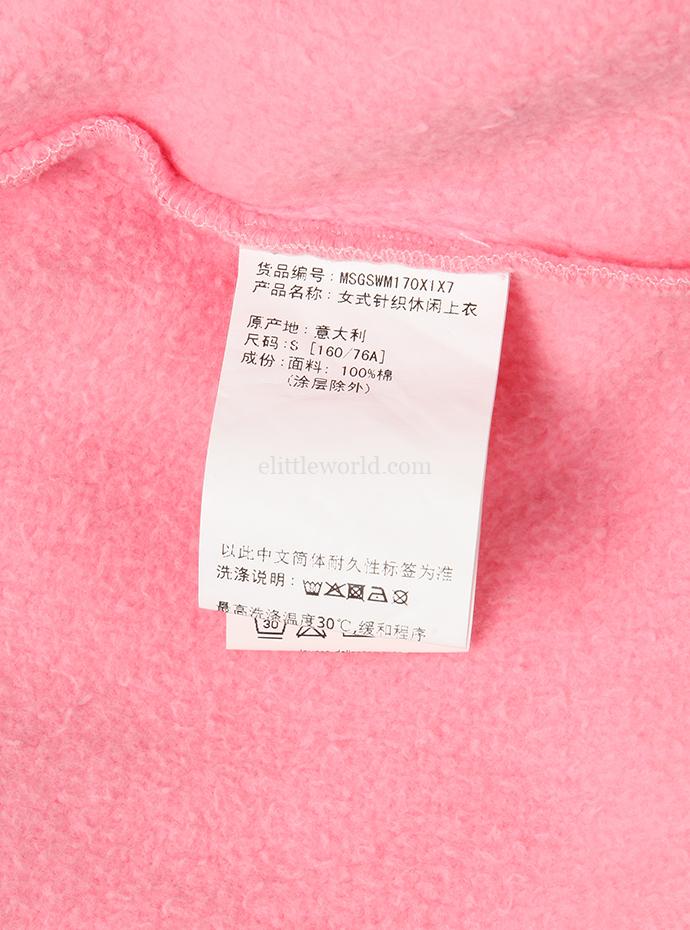 货品编号: MSGSWM170XIX7
产品名称: 女式针织休闲上衣
原产地: 意大利
尺码: S [160/76A]
成份: 面料: 100%棉
(涂层除外)
elittleworld.com
以此中文简体耐久性标签为准
洗涤说明:
最高洗涤温度30℃,缓和程序
30